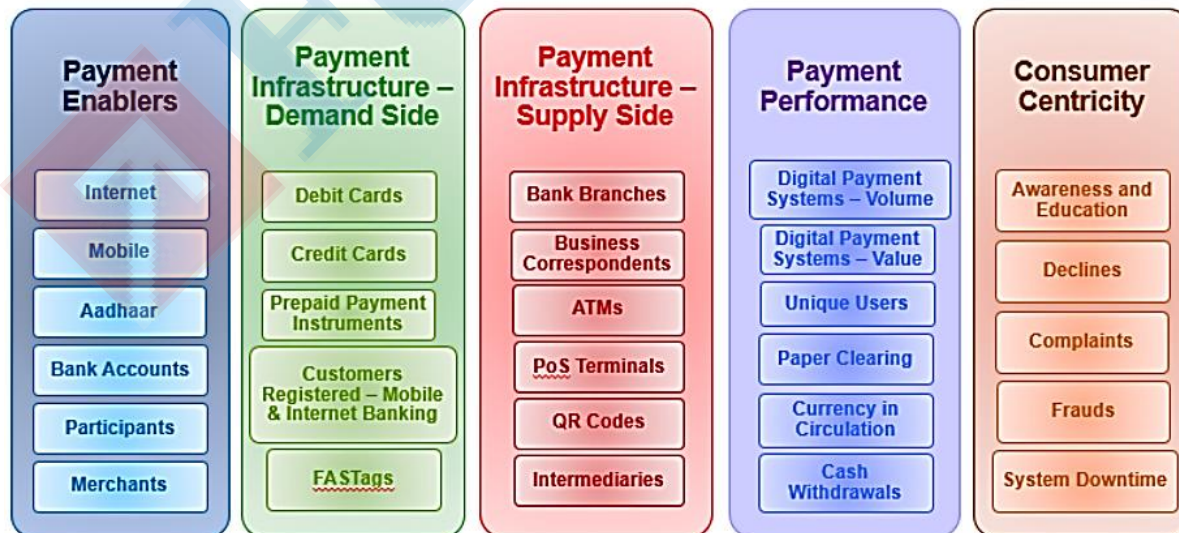 Payment
Enablers
Internet
Mobile
Aadhaar
Bank Accounts
Participants
Merchants
Payment
Infrastructure –
Demand Side
Debit Cards
Credit Cards
Prepaid Payment
Instruments
Customers
Registered – Mobile
& Internet Banking
FASTags
Payment
Infrastructure –
Supply Side
Bank Branches
Business
Correspondents
ATMs
PoS Terminals
QR Codes
Intermediaries
Payment
Performance
Digital Payment
Systems – Volume
Digital Payment
Systems – Value
Unique Users
Paper Clearing
Currency in
Circulation
Cash
Withdrawals
Consumer
Centricity
Awareness and
Education
Declines
Complaints
Frauds
System Downtime